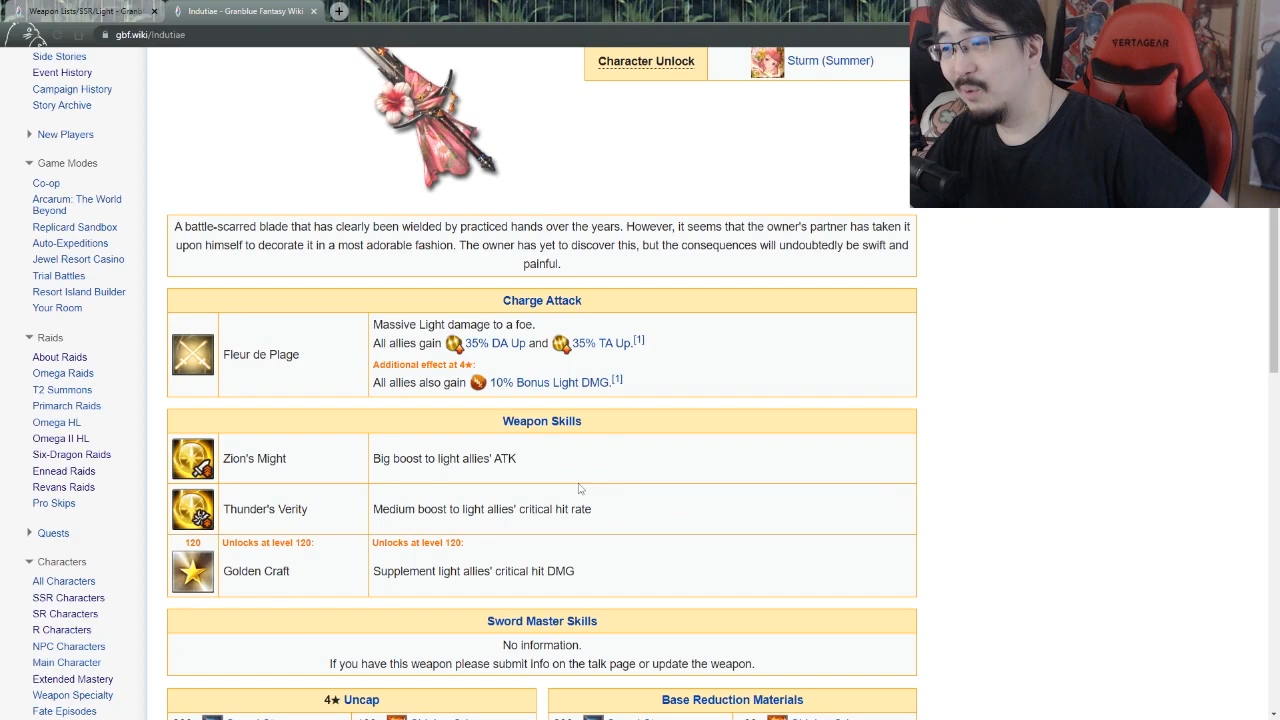 Weapon Lists/SSR/Light - Granbl
Indutiae - Granblue Fantasy Wiki
gbf.wiki/Indutiae
VERTAGEAR
Side Stories
Event History
Campaign History
Story Archive
New Players
Game Modes
Co-op
Arcarum: The World
Beyond
Replicard Sandbox
Auto-Expeditions
Jewel Resort Casino
Trial Battles
Resort Island Builder
Your Room
Raids
About Raids
Omega Raids
T2 Summons
Primarch Raids
Omega HL
Omega II HL
Six-Dragon Raids
Ennead Raids
Revans Raids
Pro Skips
Quests
Characters
All Characters
SSR Characters
SR Characters
R Characters
NPC Characters
Main Character
Extended Mastery
Weapon Specialty
Fate Episodes
Character Unlock
Sturm (Summer)
A battle-scarred blade that has clearly been wielded by practiced hands over the years. However, it seems that the owner's partner has taken it
upon himself to decorate it in a most adorable fashion. The owner has yet to discover this, but the consequences will undoubtedly be swift and
painful.
Charge Attack
Fleur de Plage
Massive Light damage to a foe.
All allies gain 35% DA Up and 35% TA Up.[1]
Additional effect at 4★:
All allies also gain 10% Bonus Light DMG.[1]
Weapon Skills
Zion's Might
Big boost to light allies' ATK
Thunder's Verity
Medium boost to light allies' critical hit rate
120
Unlocks at level 120:
Unlocks at level 120:
Golden Craft
Supplement light allies' critical hit DMG
Sword Master Skills
No information.
If you have this weapon please submit info on the talk page or update the weapon.
4★ Uncap
Base Reduction Materials